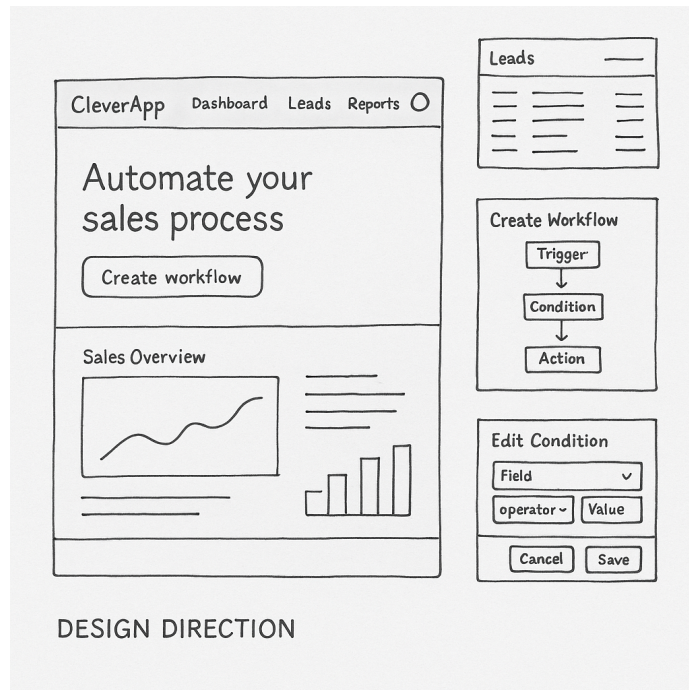 CleverApp Dashboard Leads Reports
Automate your
sales process
Create workflow
Sales Overview
Leads
Create Workflow
Trigger
Condition
Action
Edit Condition
Field
operator Value
Cancel Save
DESIGN DIRECTION